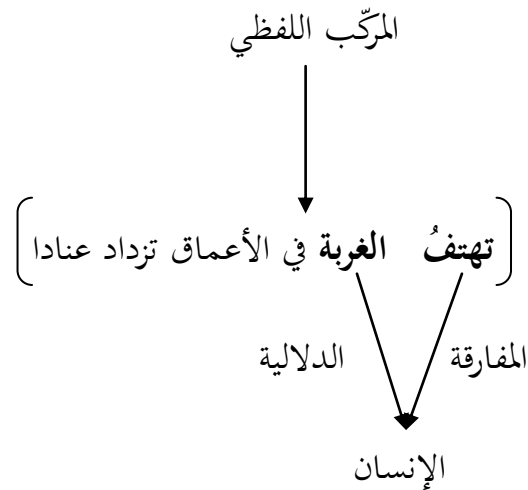 المركّب اللفظي
[تهتفُ الغربة في الأعماق تزداد عنادا]
المفارقة الدلالية
الإنسان